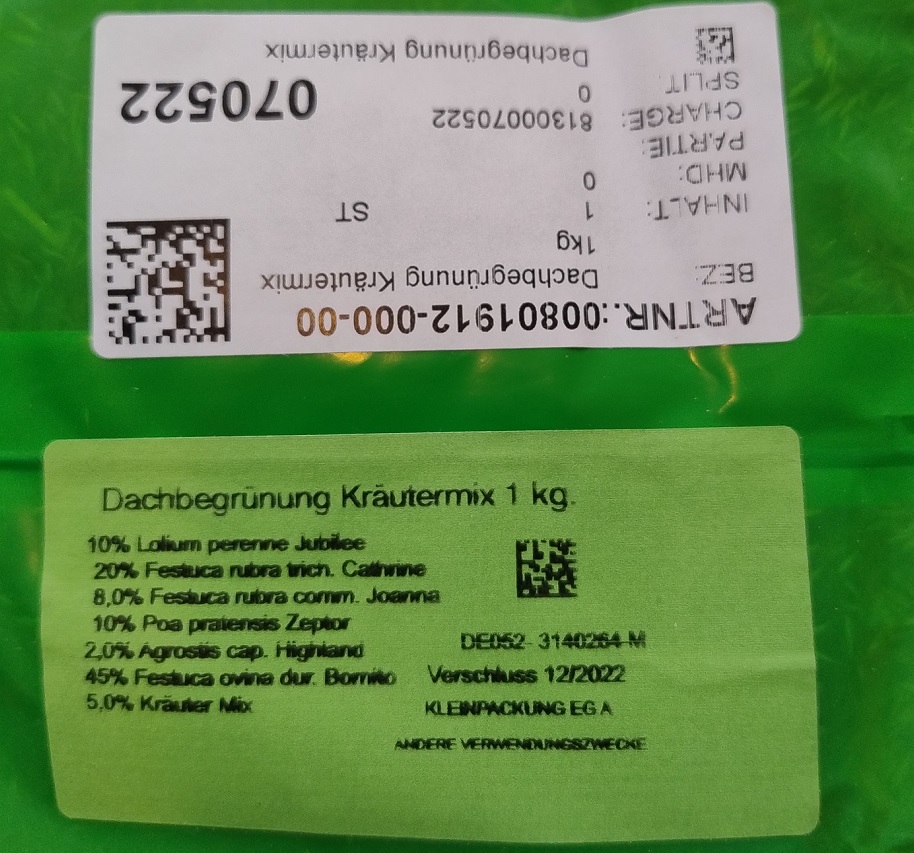 ARTNR.:00801912-000-00
BEZ: Dachbegrünung Kräutermix
1kg
INHALT: 1 ST
MHD: 0
PARTIE:
CHARGE: 81300070522
SPLIT: 0
070522
Dachbegrünung Kräutermix
Dachbegrünung Kräutermix 1 kg.
10% Lolium perenne Jubilee
20% Festuca rubra trich. Cathrine
8,0% Festuca rubra comm. Joanna
10% Poa pratensis Zeptor
2,0% Agrostis cap. Highland
45% Festuca ovina dur. Bornito
5,0% Kräuter Mix
DE052- 3140264-M
Verschluss 12/2022
KLEINPACKUNG EG A
ANDERE VERWENDUNGSZWECKE